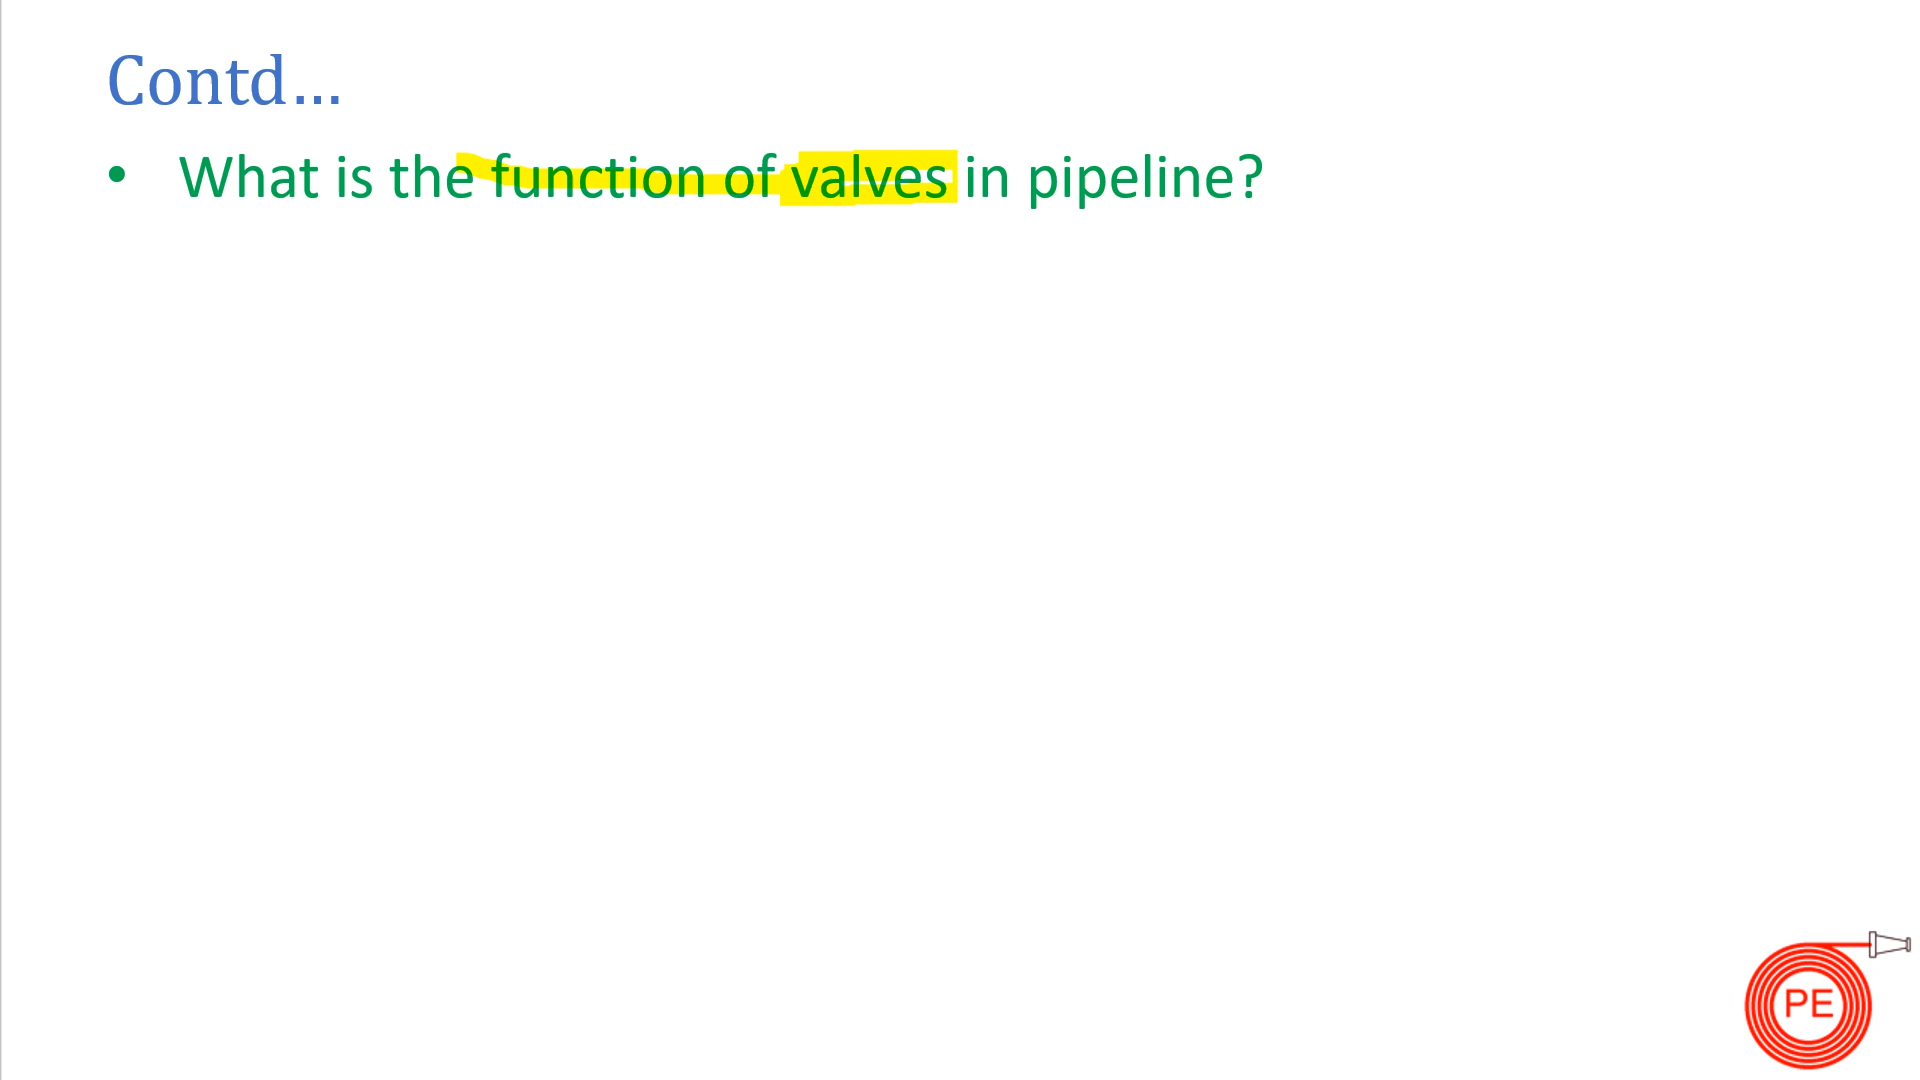 Contd...
• What is the function of valves in pipeline?
PE